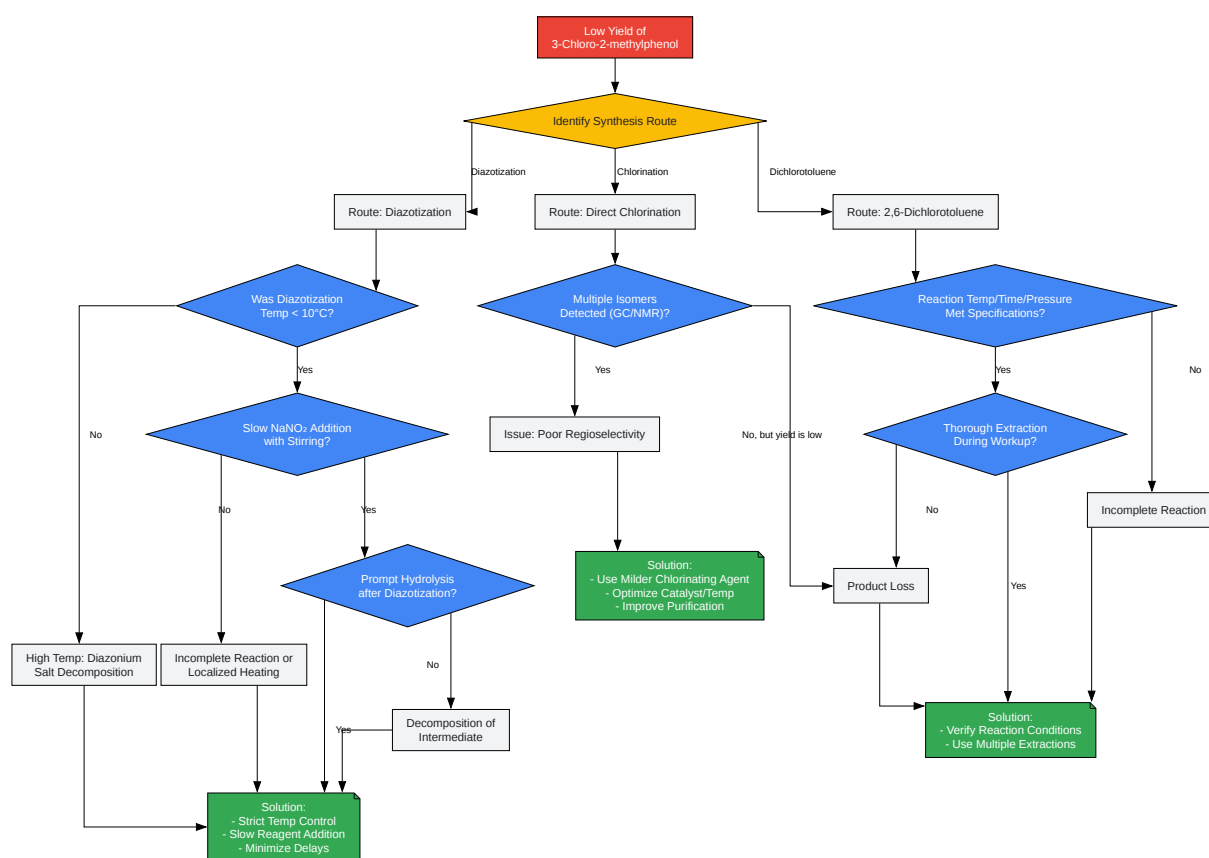 Low Yield of
3-Chloro-2-methylphenol
Identify Synthesis Route
Diazotization
Chlorination
Dichlorotoluene
Route: Diazotization
Route: Direct Chlorination
Route: 2,6-Dichlorotoluene
Was Diazotization
Temp < 10°C?
Multiple Isomers
Detected (GC/NMR)?
Reaction Temp/Time/Pressure
Met Specifications?
Yes
Yes
Yes
No
No
Slow NaNO₂ Addition
with Stirring?
Issue: Poor Regioselectivity
No, but yield is low
Thorough Extraction
During Workup?
No
Yes
No
Yes
Incomplete Reaction
Prompt Hydrolysis
after Diazotization?
Solution:
- Use Milder Chlorinating Agent
- Optimize Catalyst/Temp
- Improve Purification
Product Loss
High Temp: Diazonium
Salt Decomposition
Incomplete Reaction or
Localized Heating
No
Yes
Decomposition of
Intermediate
Solution:
- Verify Reaction Conditions
- Use Multiple Extractions
Solution:
- Strict Temp Control
- Slow Reagent Addition
- Minimize Delays